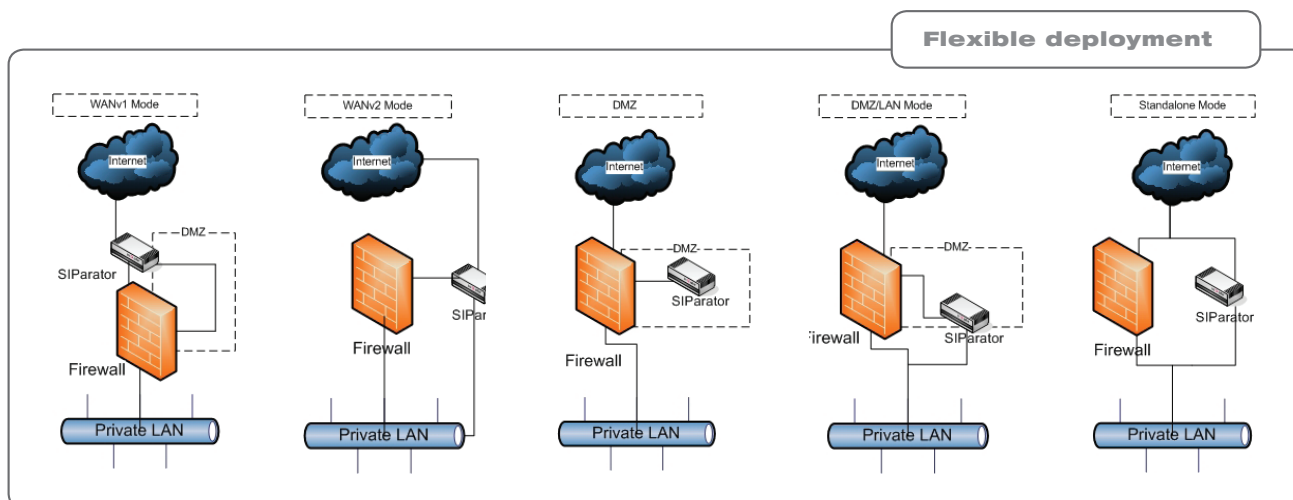 Flexible deployment
WANv1 Mode
Internet
DMZ
SIParator
Firewall
Private LAN
WANv2 Mode
Internet
SIPar
Firewall
Private LAN
DMZ
Internet
DMZ
SIParator
Firewall
Private LAN
DMZ/LAN Mode
Internet
DMZ
SIParator
Firewall
Private LAN
Standalone Mode
Internet
SIParator
Firewall
Private LAN